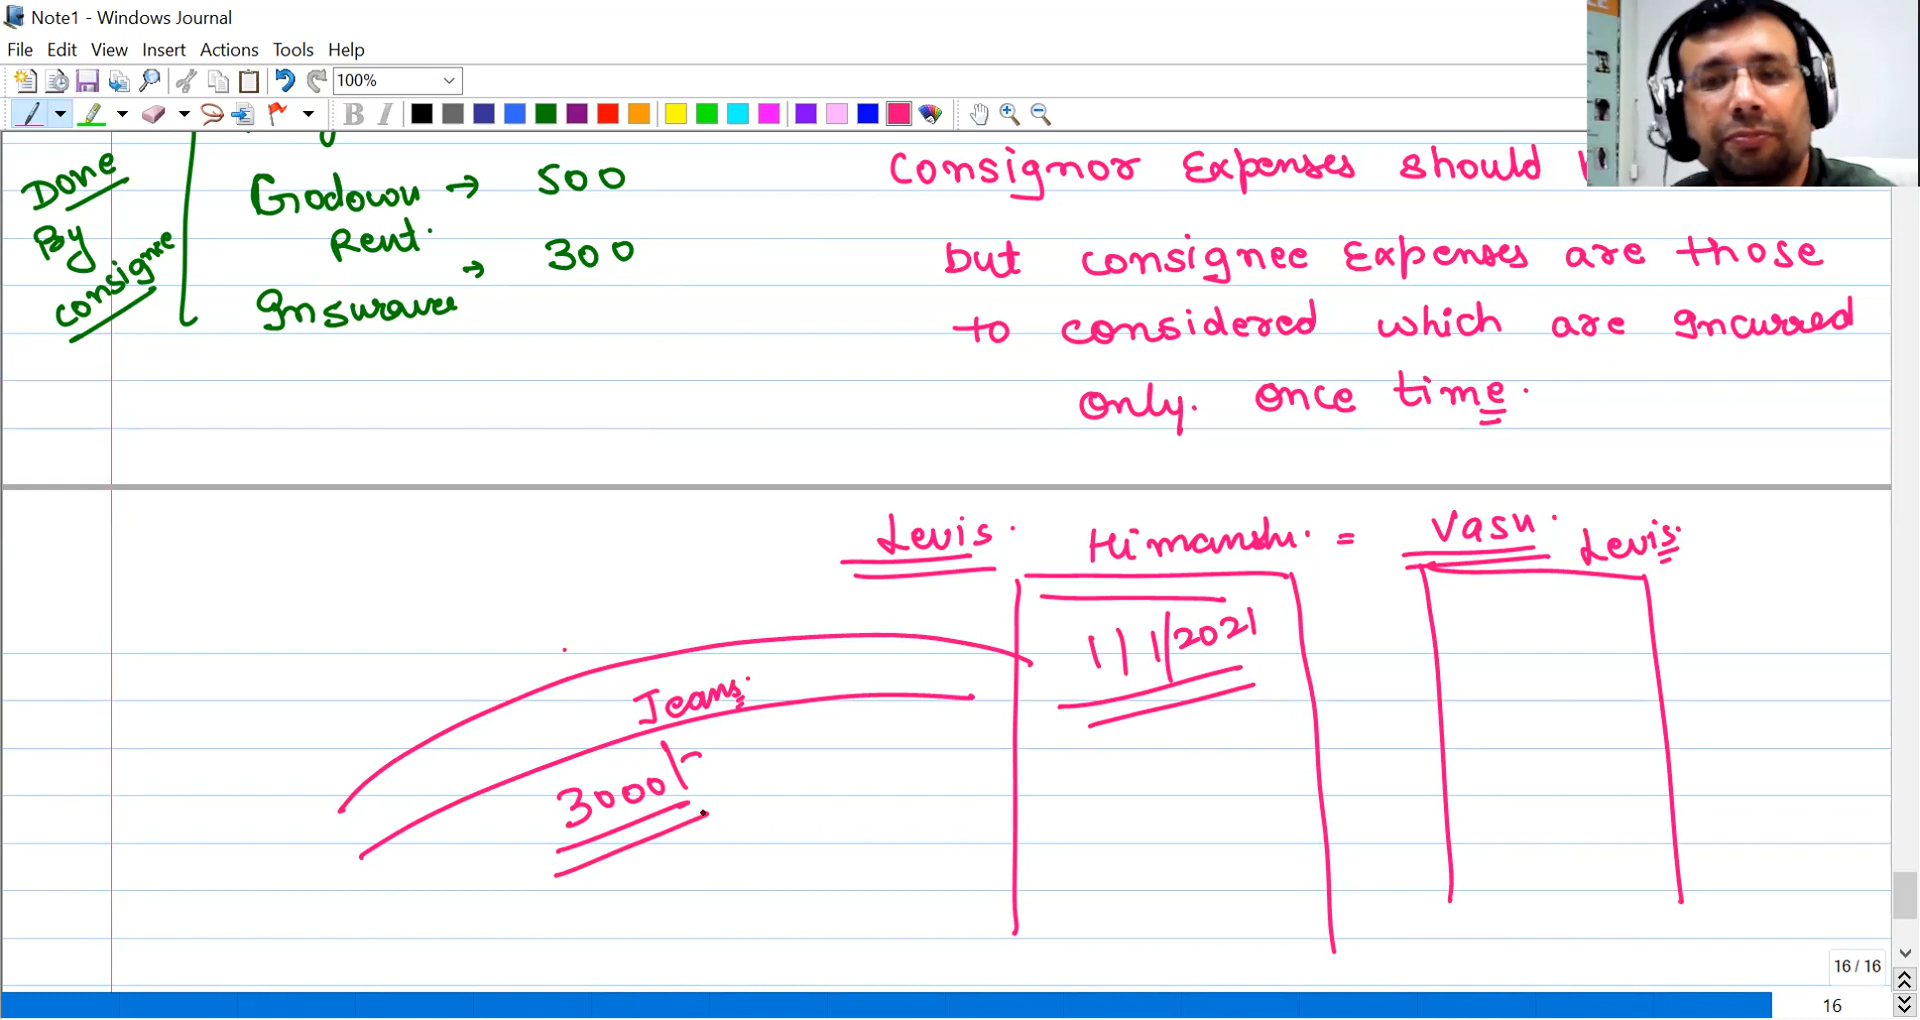 Note1 - Windows Journal
File Edit View Insert Actions Tools Help
100%
B I
Done
By
consignee
Godown → 500
Rent.
→ 300
Insurance
Consignor Expenses should
but consignee Expenses are those
to considered which are Incurred
only. once time.
Levis. Himanshu. = Vasu. Levis.
1/1/2021
Jeans.
3000/-
16 / 16
16